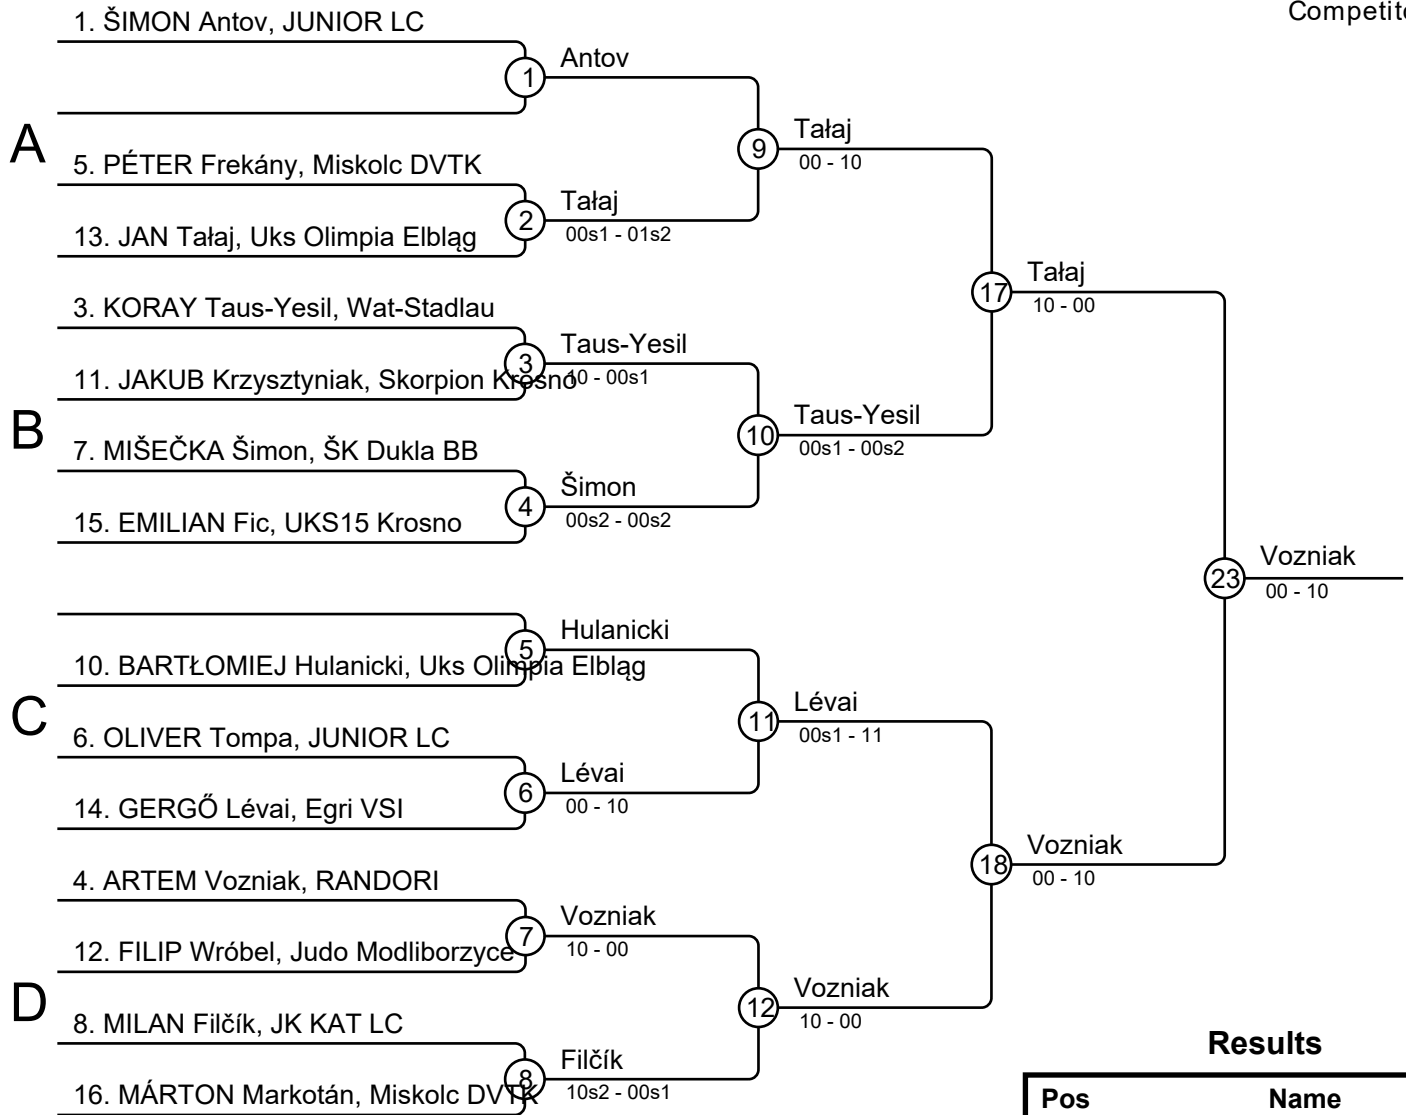 Competit
1. ŠIMON Antov, JUNIOR LC
1
Antov
A
9
Tałaj
00 - 10
5. PÉTER Frekány, Miskolc DVTK
2
Tałaj
00s1 - 01s2
13. JAN Tałaj, Uks Olimpia Elbląg
17
Tałaj
10 - 00
3. KORAY Taus-Yesil, Wat-Stadlau
3
Taus-Yesil
10 - 00s1
11. JAKUB Krzysztyniak, Skorpion Krosno
B
10
Taus-Yesil
00s1 - 00s2
7. MIŠEČKA Šimon, ŠK Dukla BB
4
Šimon
00s2 - 00s2
15. EMILIAN Fic, UKS15 Krosno
23
Vozniak
00 - 10
5
Hulanicki
10. BARTŁOMIEJ Hulanicki, Uks Olimpia Elbląg
C
11
Lévai
00s1 - 11
6. OLIVER Tompa, JUNIOR LC
6
Lévai
00 - 10
14. GERGŐ Lévai, Egri VSI
18
Vozniak
00 - 10
4. ARTEM Vozniak, RANDORI
7
Vozniak
10 - 00
12. FILIP Wróbel, Judo Modliborzyce
D
12
Vozniak
10 - 00
8. MILAN Filčík, JK KAT LC
8
Filčík
10s2 - 00s1
16. MÁRTON Markotán, Miskolc DVTK
Results
Pos Name